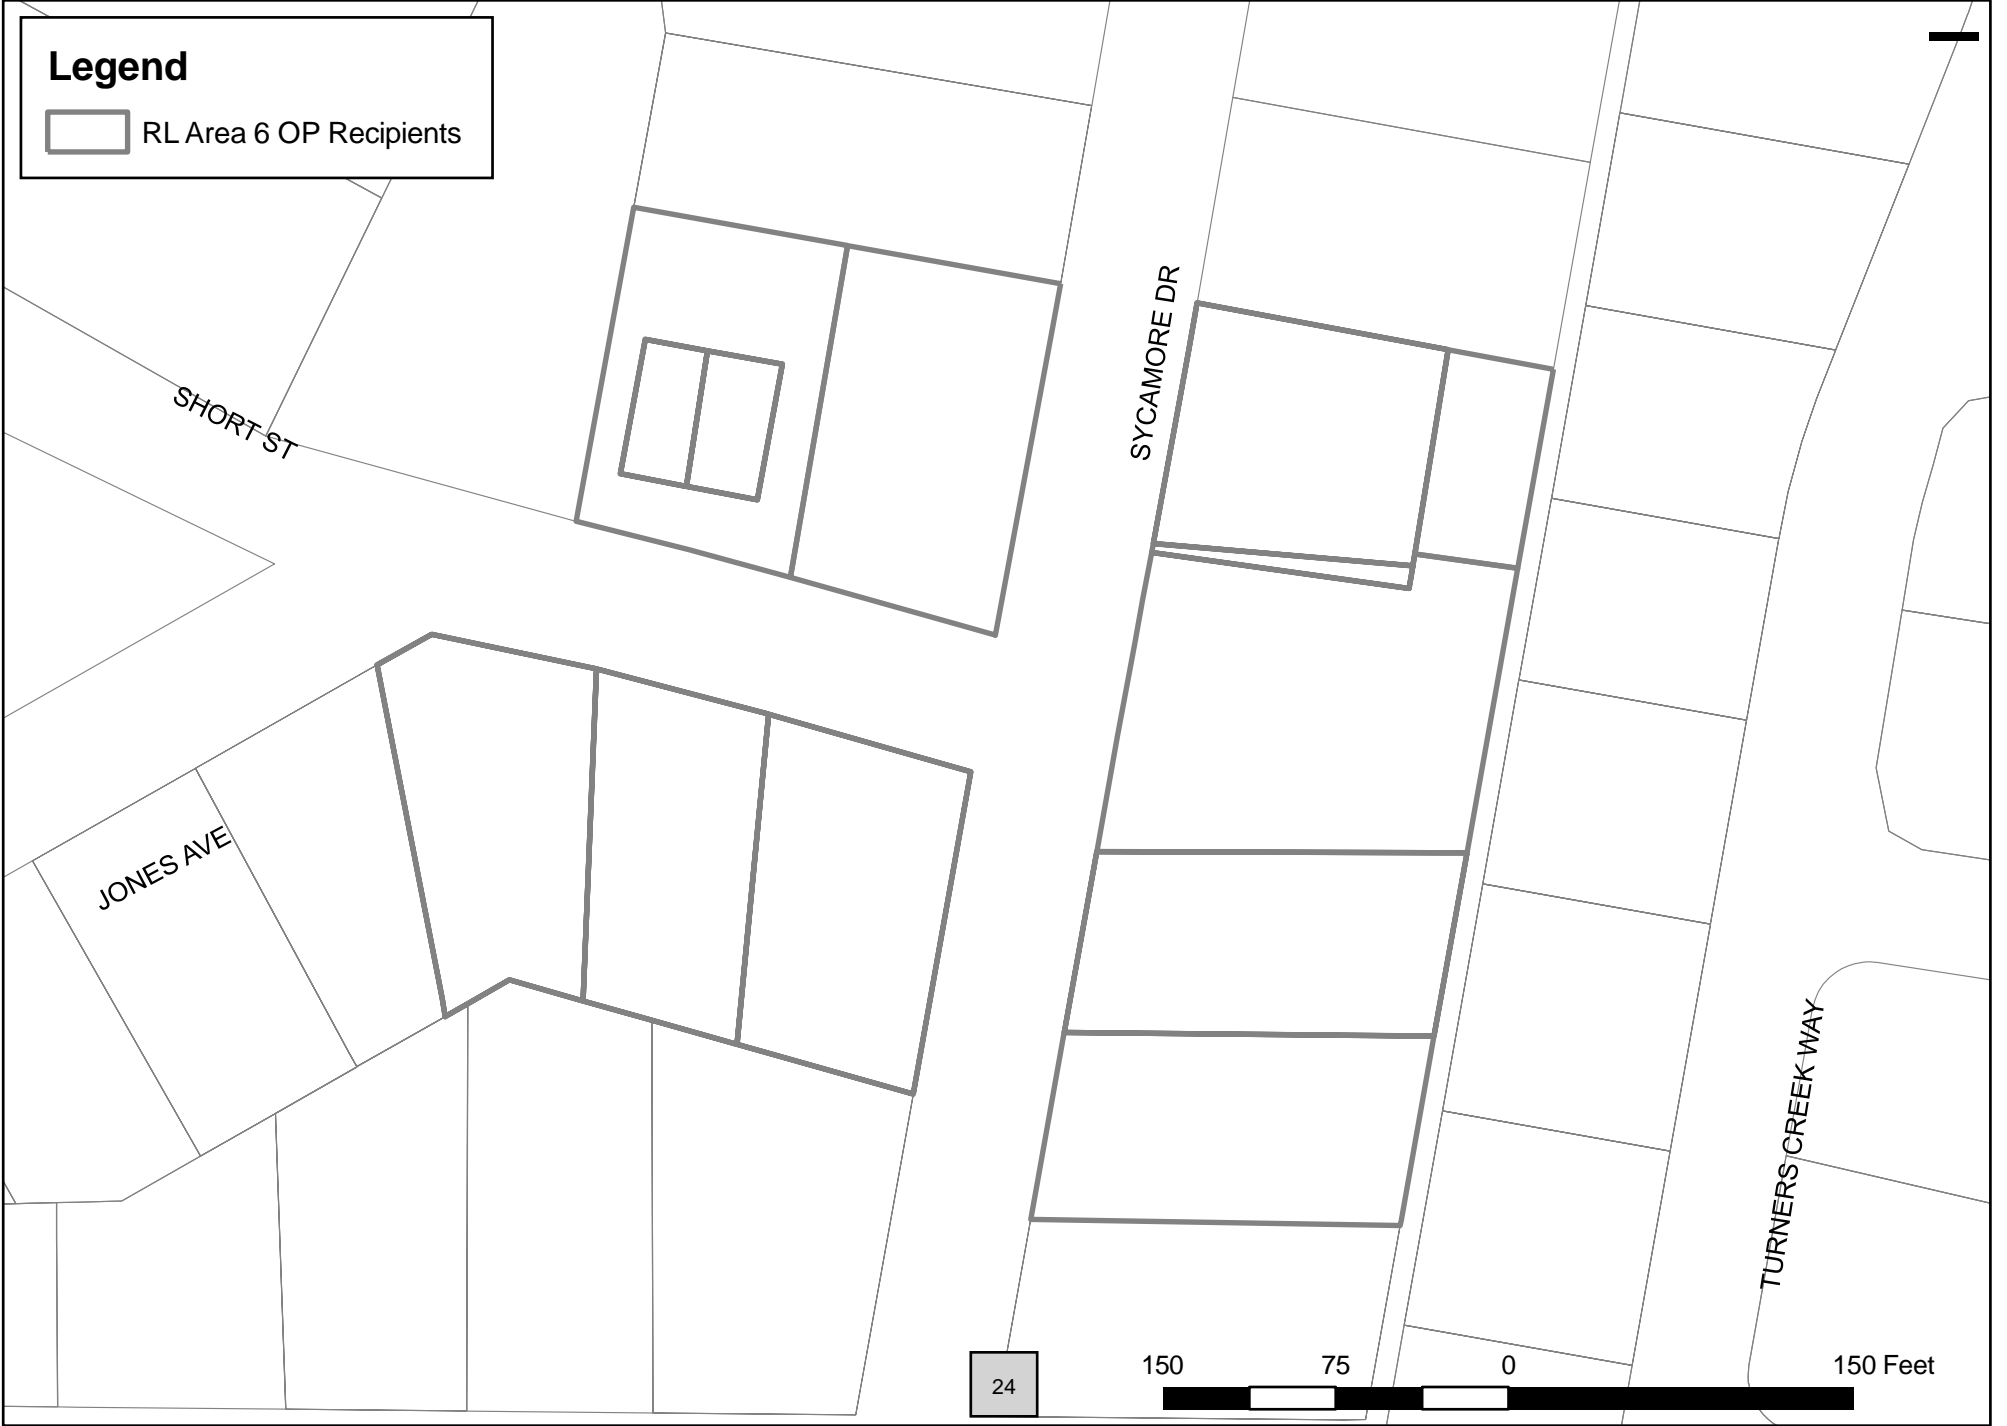 Legend
RL Area 6 OP Recipients
SYCAMORE DR
SHORT ST
JONES AVE
TURNERS CREEK WAY
24
150 75 0 150 Feet